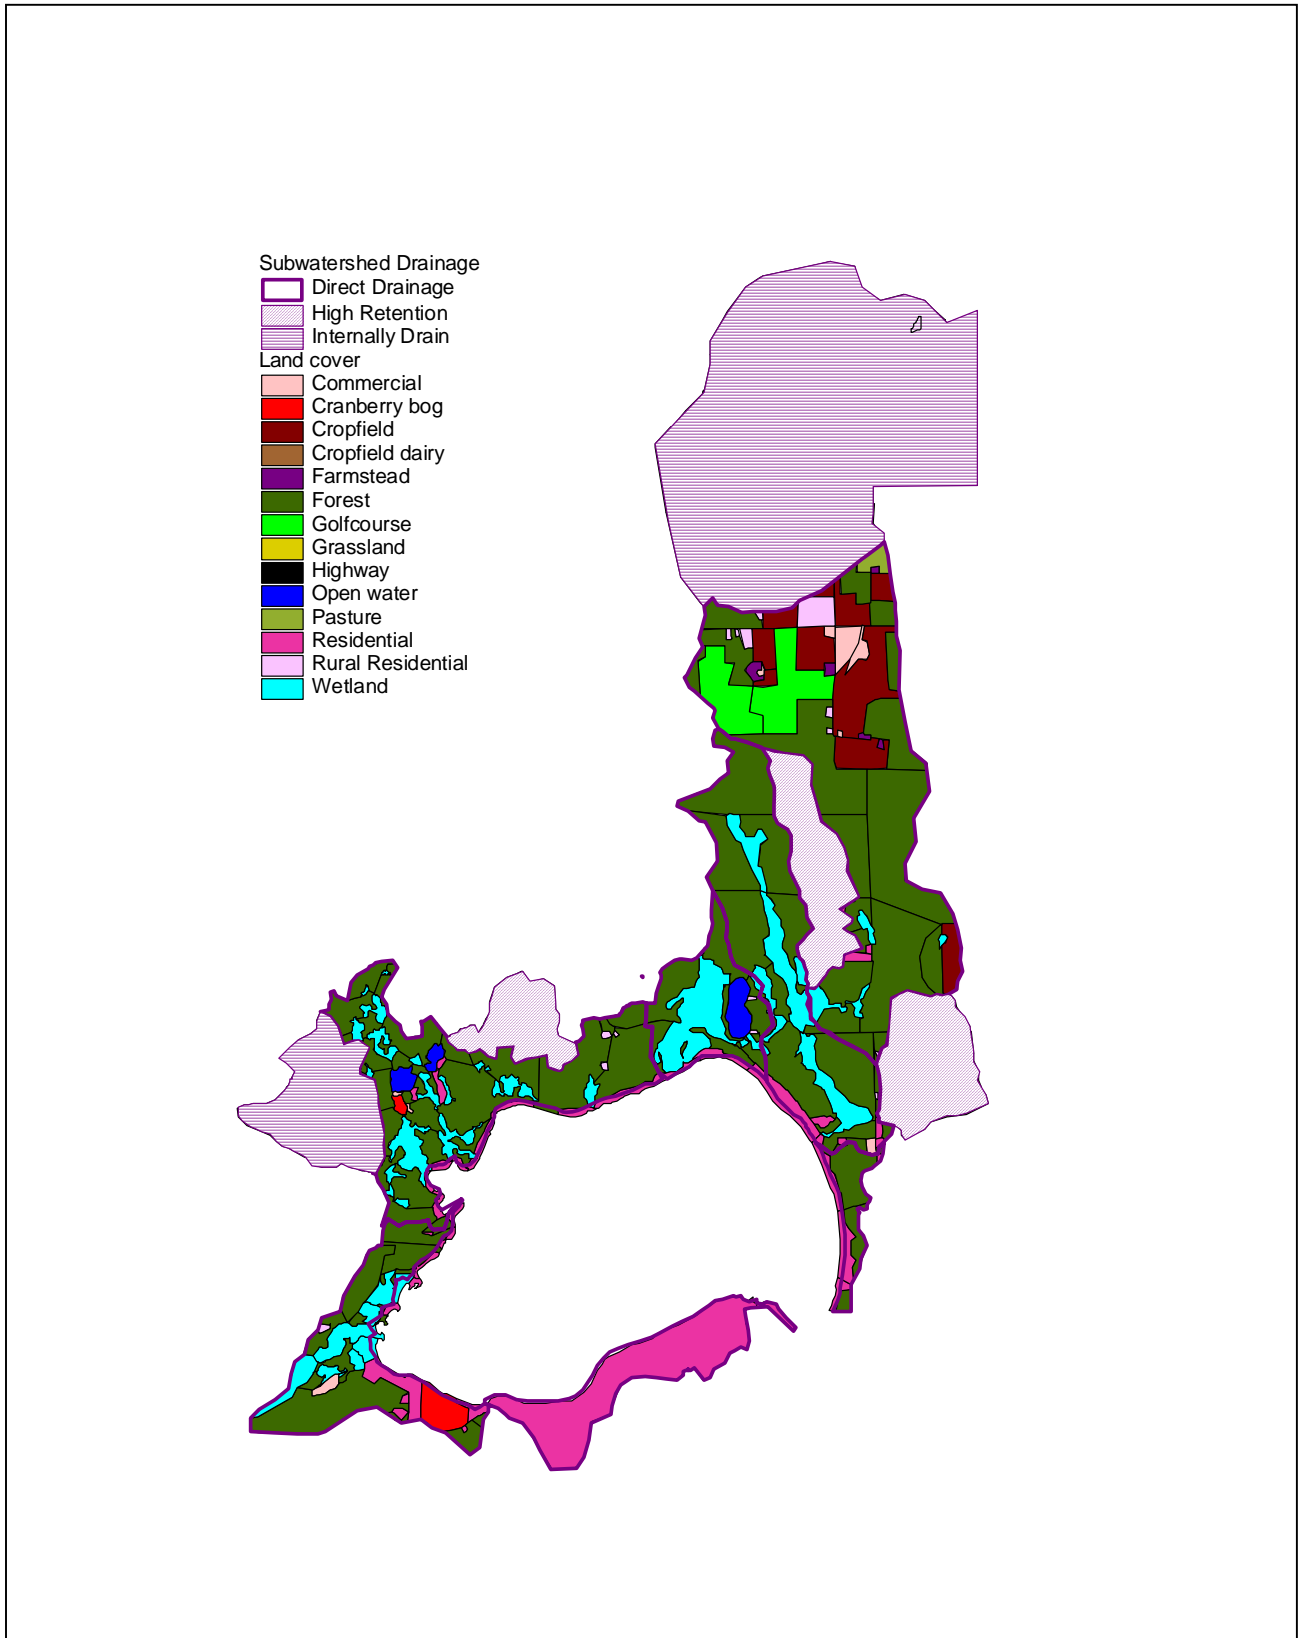 Subwatershed Drainage
Direct Drainage
High Retention
Internally Drain
Land cover
Commercial
Cranberry bog
Cropfield
Cropfield dairy
Farmstead
Forest
Golfcourse
Grassland
Highway
Open water
Pasture
Residential
Rural Residential
Wetland